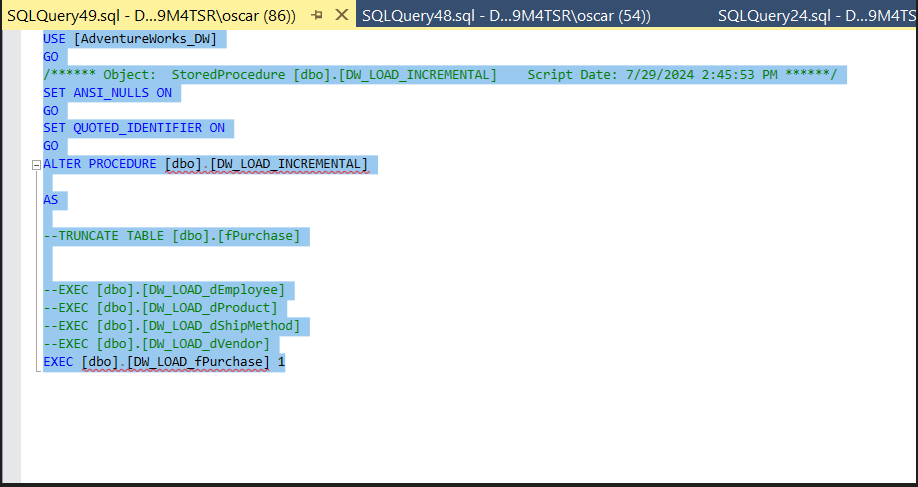 SQLQuery49.sql - D...9M4TSR\oscar (86)) SQLQuery48.sql - D...9M4TSR\oscar (54)) SQLQuery24.sql - D...9M4TS
USE [AdventureWorks_DW]
GO
/****** Object:  StoredProcedure [dbo].[DW_LOAD_INCREMENTAL]    Script Date: 7/29/2024 2:45:53 PM ******/
SET ANSI_NULLS ON
GO
SET QUOTED_IDENTIFIER ON
GO
ALTER PROCEDURE [dbo].[DW_LOAD_INCREMENTAL]
AS
--TRUNCATE TABLE [dbo].[fPurchase]
--EXEC [dbo].[DW_LOAD_dEmployee]
--EXEC [dbo].[DW_LOAD_dProduct]
--EXEC [dbo].[DW_LOAD_dShipMethod]
--EXEC [dbo].[DW_LOAD_dVendor]
EXEC [dbo].[DW_LOAD_fPurchase] 1